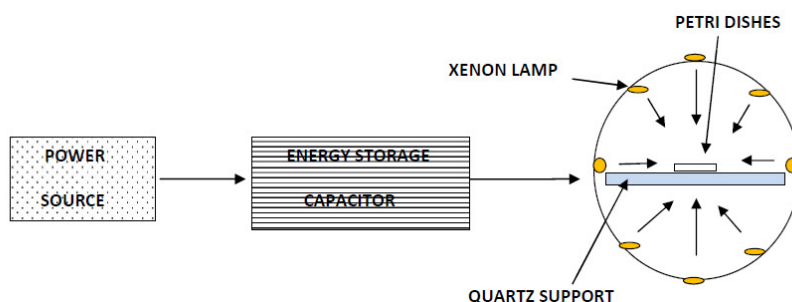 PETRI DISHES
XENON LAMP
POWER
SOURCE
ENERGY STORAGE
CAPACITOR
QUARTZ SUPPORT